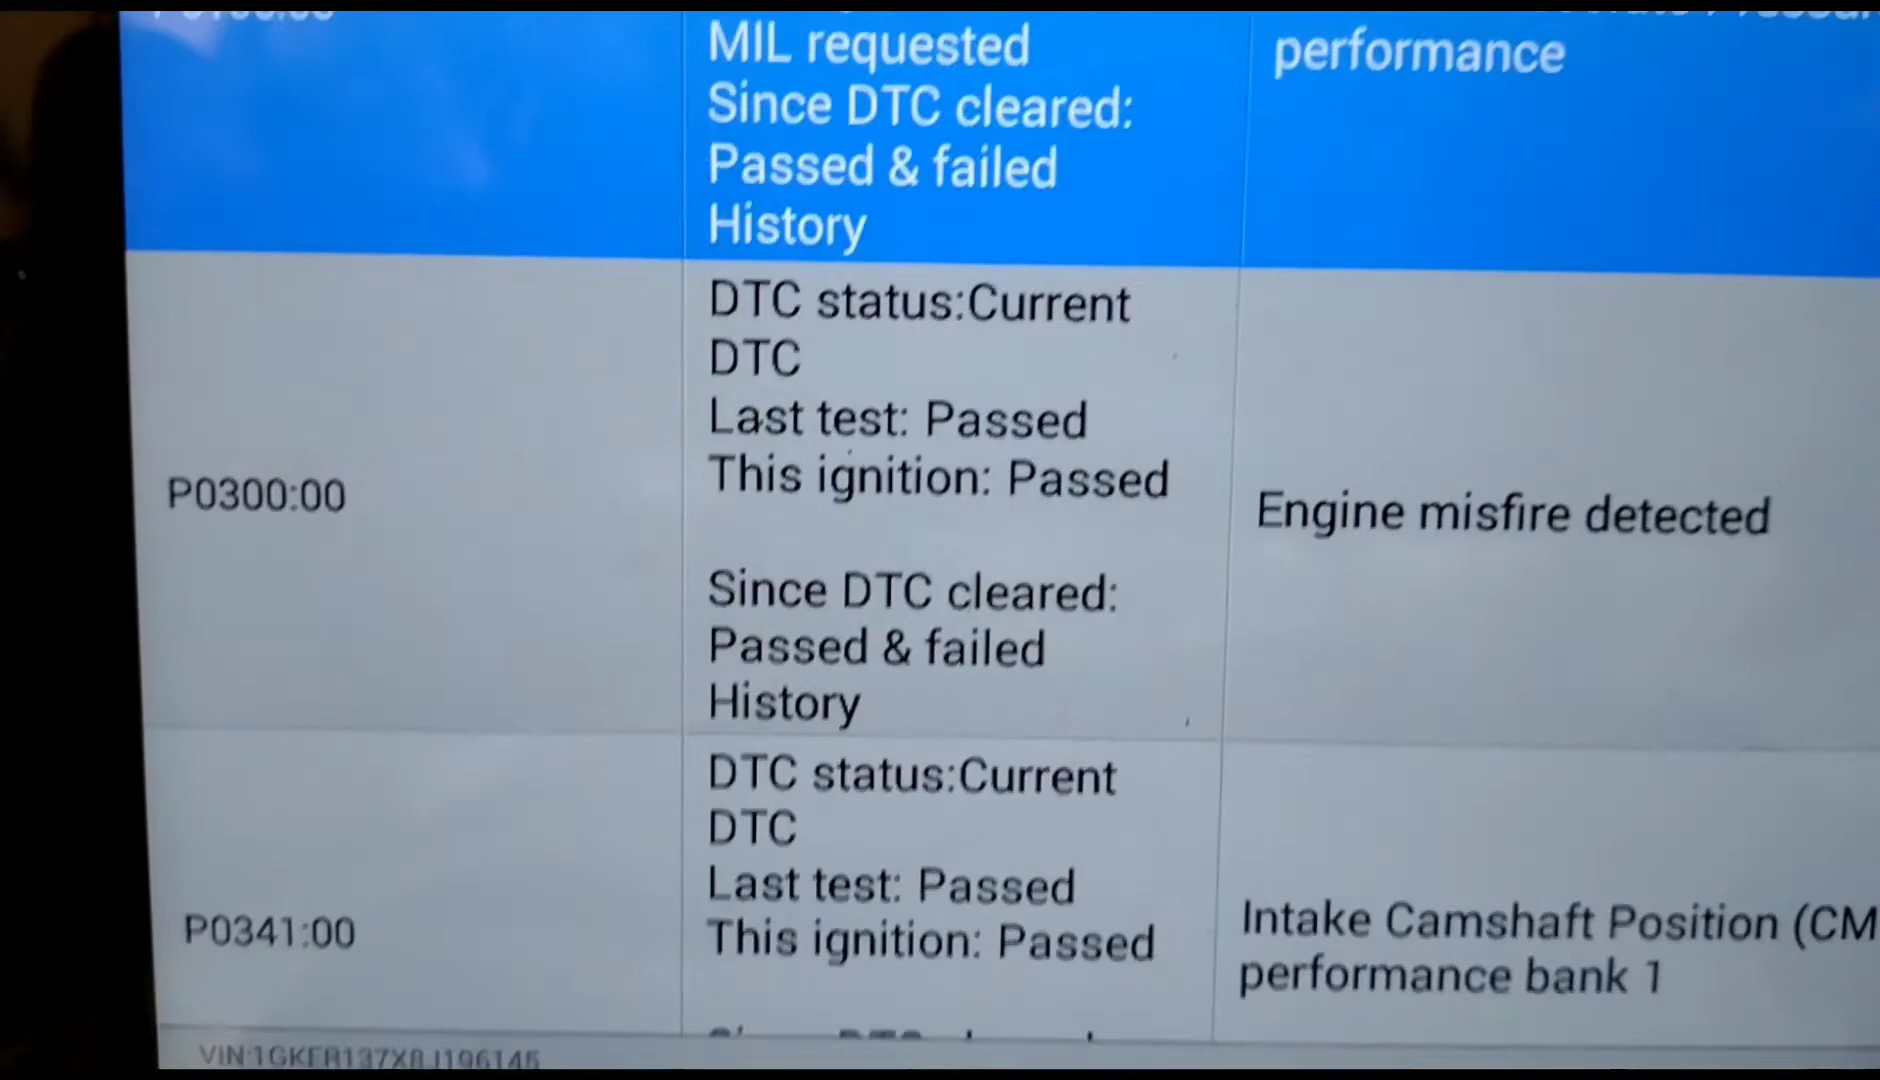 MIL requested
performance
Since DTC cleared:
Passed & failed
History
P0300:00
DTC status:Current
DTC
Last test: Passed
This ignition: Passed
Since DTC cleared:
Passed & failed
History
Engine misfire detected
P0341:00
DTC status:Current
DTC
Last test: Passed
This ignition: Passed
Intake Camshaft Position (CM
performance bank 1